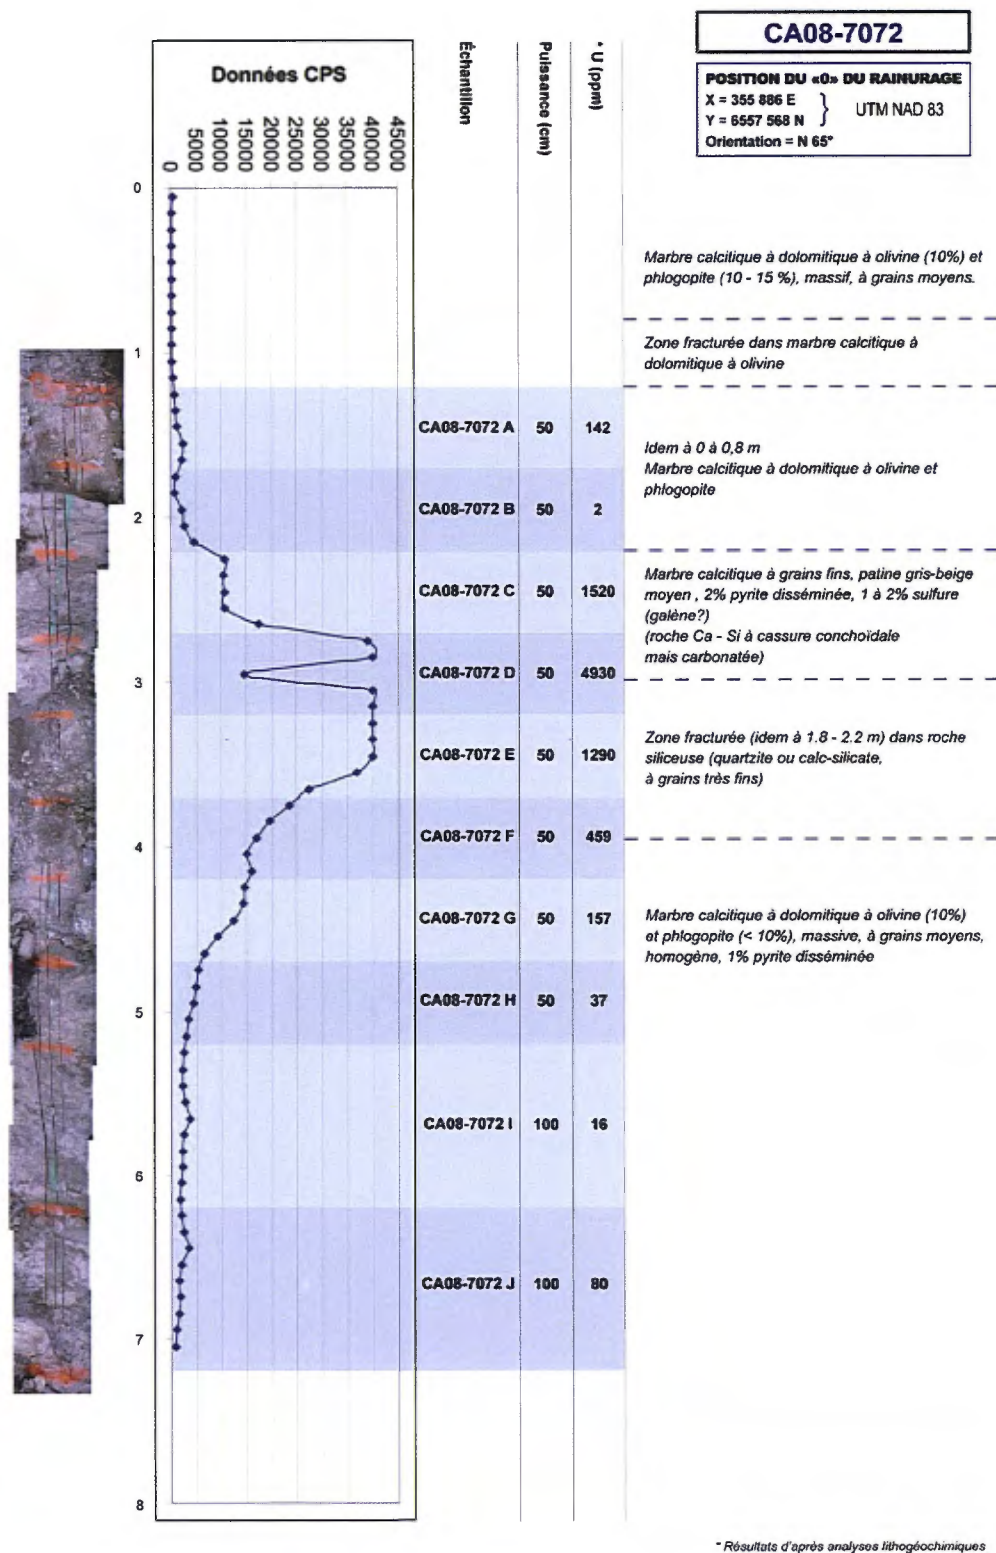 CA08-7072
POSITION DU «0» DU RAINURAGE
X = 355 886 E
Y = 6557 568 N
UTM NAD 83
Orientation = N 65°
Données CPS
0
5000
10000
15000
20000
25000
30000
35000
40000
45000
Échantillon
Puissance (cm)
* U (ppm)
0
1
2
3
4
5
6
7
8
CA08-7072 A 50 142
CA08-7072 B 50 2
CA08-7072 C 50 1520
CA08-7072 D 50 4930
CA08-7072 E 50 1290
CA08-7072 F 50 459
CA08-7072 G 50 157
CA08-7072 H 50 37
CA08-7072 I 100 16
CA08-7072 J 100 80
Marbre calcitique à dolomitique à olivine (10%) et
phlogopite (10 - 15 %), massif, à grains moyens.
Zone fracturée dans marbre calcitique à
dolomitique à olivine
Idem à 0 à 0,8 m
Marbre calcitique à dolomitique à olivine et
phlogopite
Marbre calcitique à grains fins, patine gris-beige
moyen , 2% pyrite disséminée, 1 à 2% sulfure
(galène?)
(roche Ca - Si à cassure conchoïdale
mais carbonatée)
Zone fracturée (idem à 1.8 - 2.2 m) dans roche
siliceuse (quartzite ou calc-silicate,
à grains très fins)
Marbre calcitique à dolomitique à olivine (10%)
et phlogopite (< 10%), massive, à grains moyens,
homogène, 1% pyrite disséminée
* Résultats d'après analyses lithogéochimiques